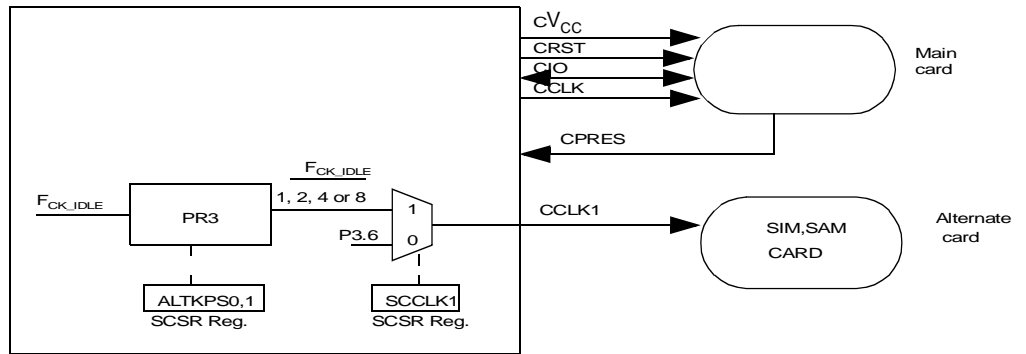 CVCC
CRST
CIO
CCLK
Main
card
CPRES
FCK_IDLE
FCK_IDLE
1, 2, 4 or 8
PR3
1
P3.6
0
CCLK1
SIM,SAM
CARD
Alternate
card
ALTKPS0,1
SCSR Reg.
SCCLK1
SCSR Reg.